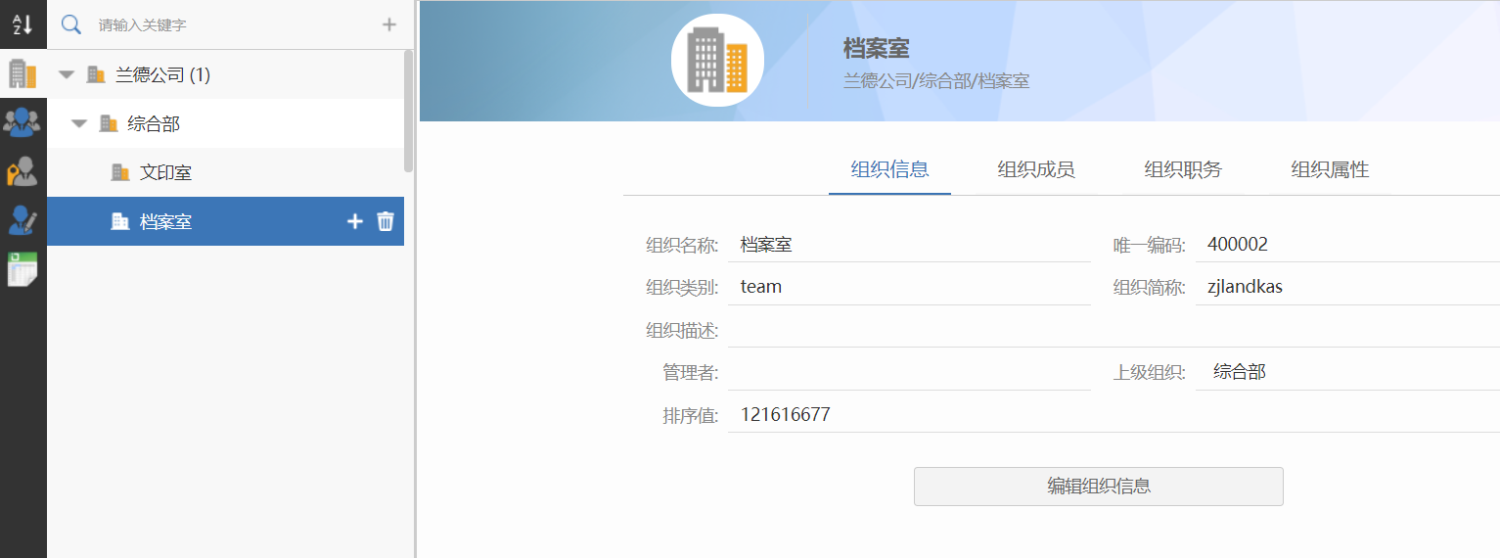 请输入关键字
兰德公司 (1)
综合部
文印室
档案室
档案室
兰德公司/综合部/档案室
组织信息 组织成员 组织职务 组织属性
组织名称: 档案室 唯一编码: 400002
组织类别: team 组织简称: zjlandkas
组织描述:
管理者: 上级组织: 综合部
排序值: 121616677
编辑组织信息